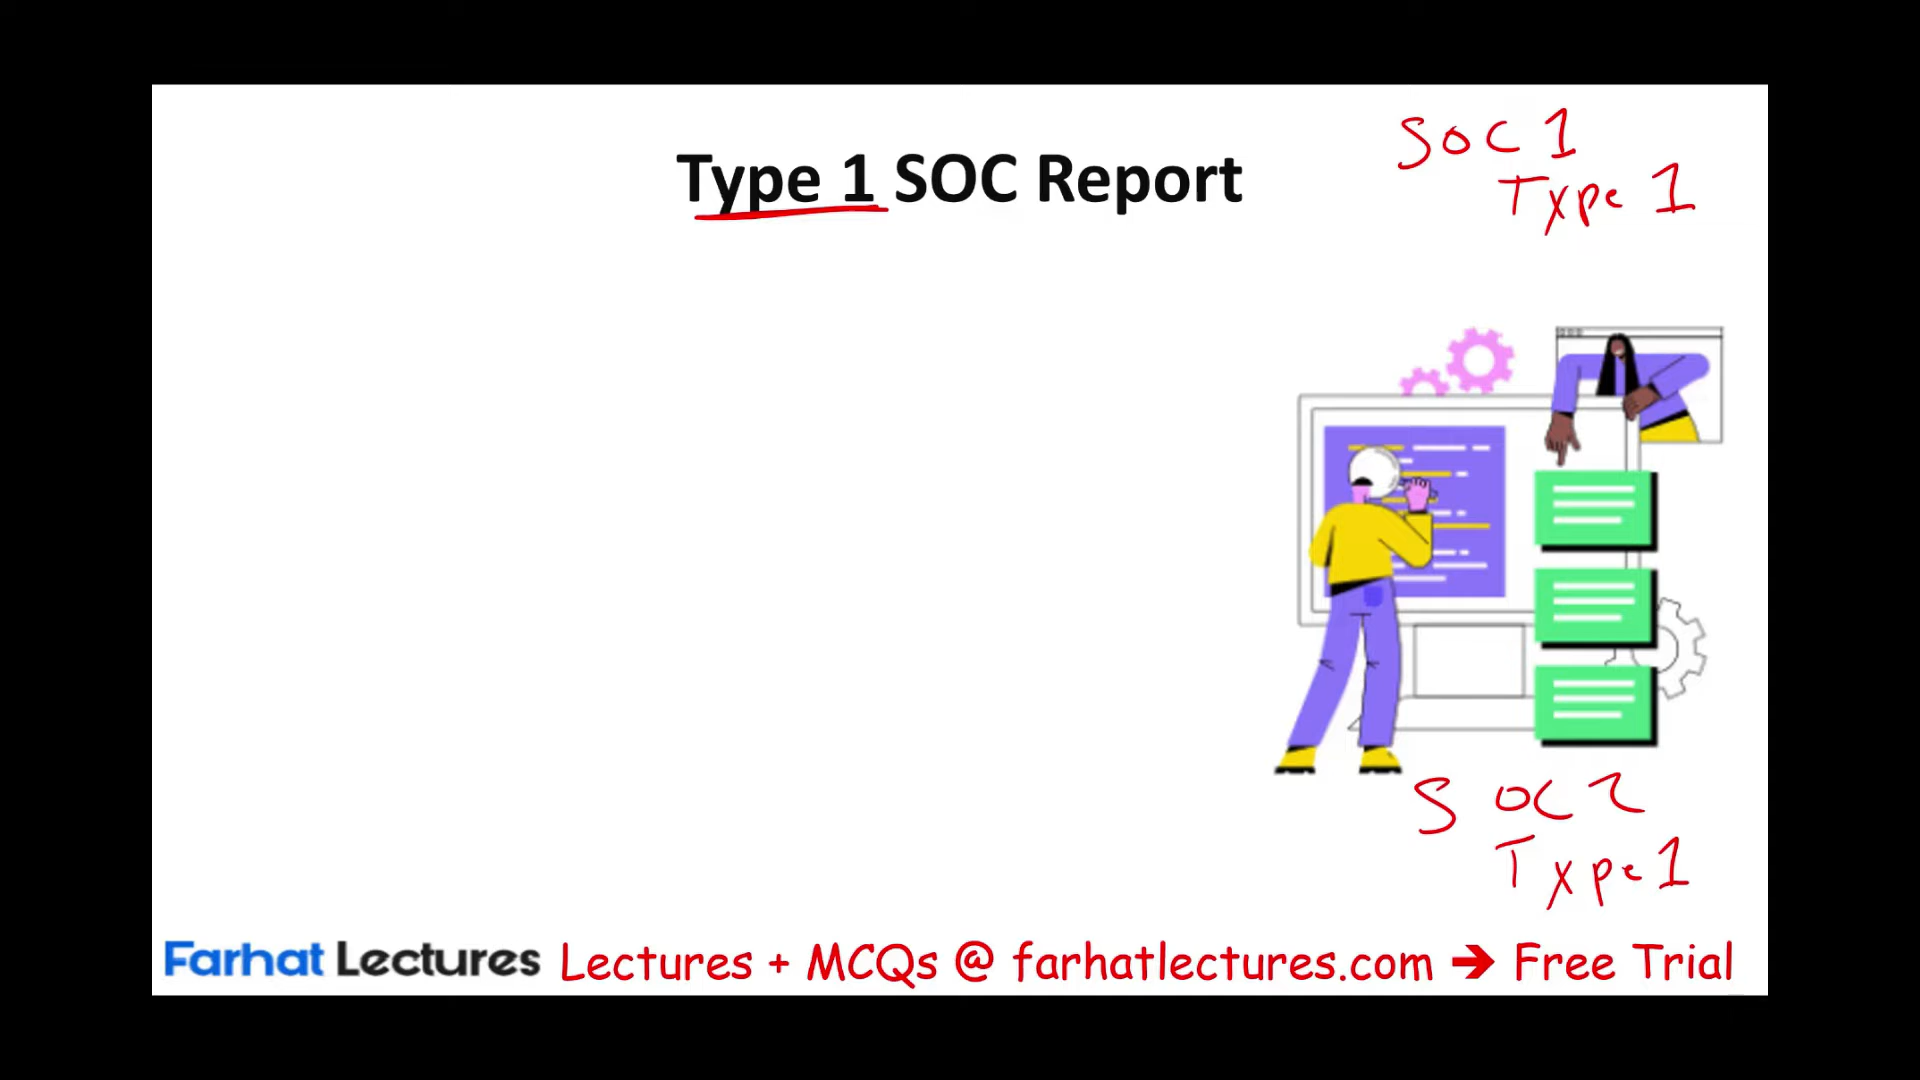 SOC 1
Type 1
Type 1 SOC Report
SOC 2
Type 1
Farhat Lectures Lectures + MCQs @ farhatlectures.com → Free Trial